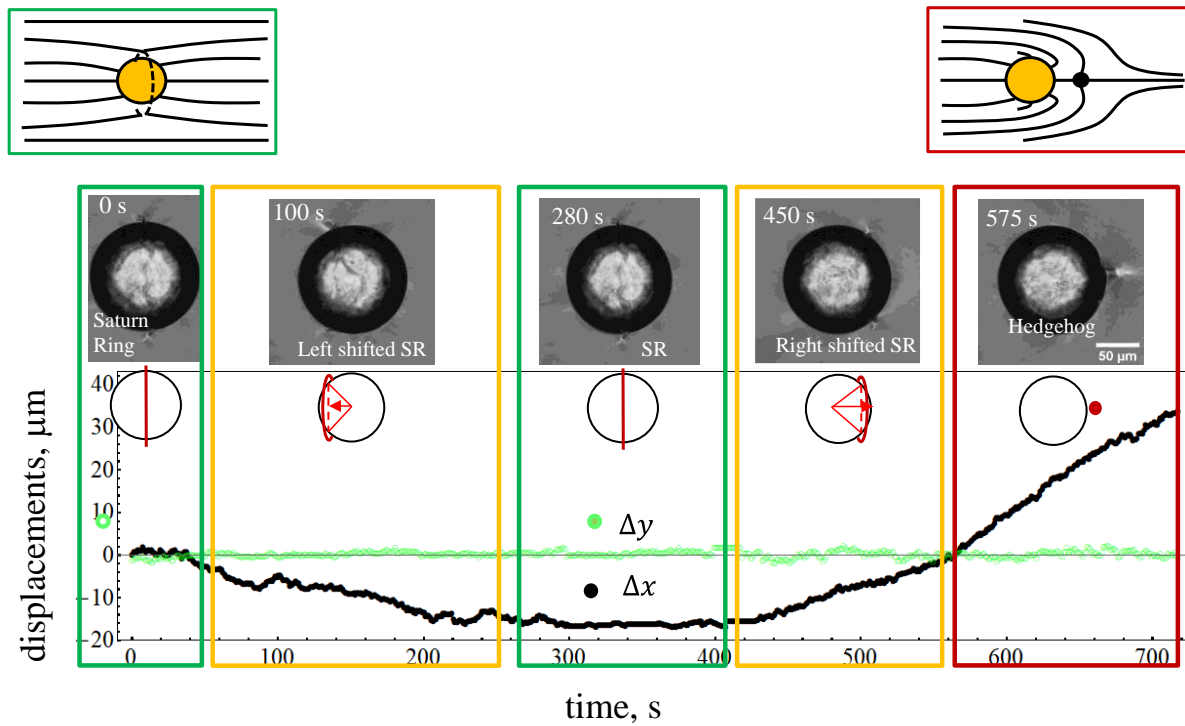 0 s
100 s
280 s
450 s
575 s
Saturn
Ring
Left shifted SR
SR
Right shifted SR
Hedgehog
50 µm
displacements, µm
40
30
20
10
0
−10
−20
Δy
Δx
0
100
200
300
400
500
600
700
time, s